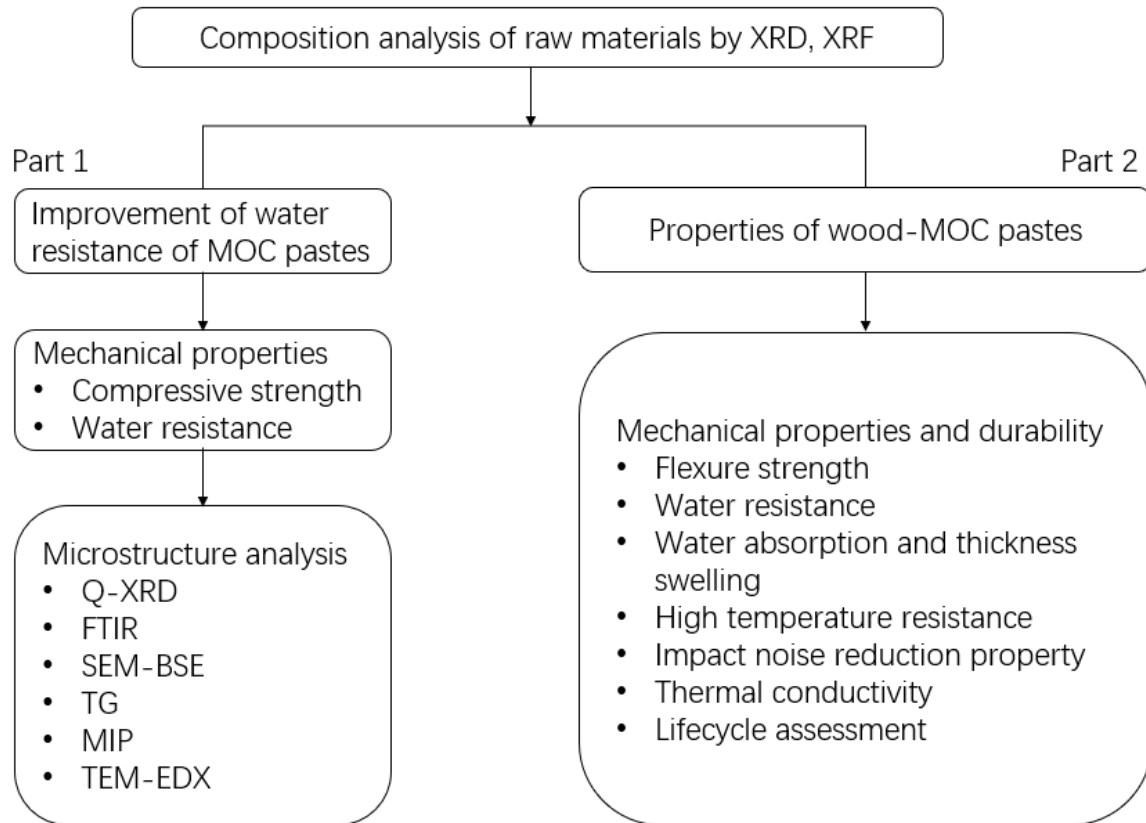 Composition analysis of raw materials by XRD, XRF
Part 1
Improvement of water
resistance of MOC pastes
Mechanical properties
• Compressive strength
• Water resistance
Microstructure analysis
• Q-XRD
• FTIR
• SEM-BSE
• TG
• MIP
• TEM-EDX
Part 2
Properties of wood-MOC pastes
Mechanical properties and durability
• Flexure strength
• Water resistance
• Water absorption and thickness
swelling
• High temperature resistance
• Impact noise reduction property
• Thermal conductivity
• Lifecycle assessment